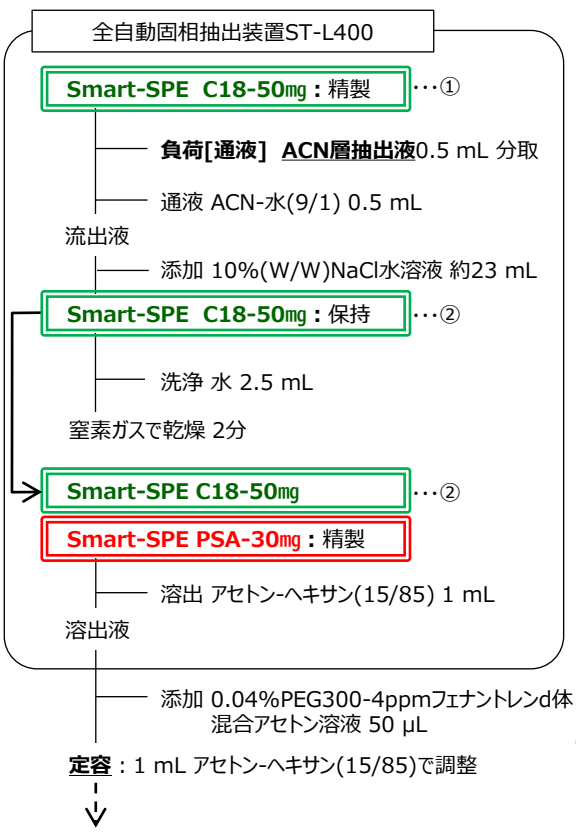 全自動固相抽出装置ST-L400
Smart-SPE C18-50mg：精製 …①
負荷[通液] ACN層抽出液0.5 mL 分取
通液 ACN-水(9/1) 0.5 mL
流出液
添加 10%(W/W)NaCl水溶液 約23 mL
Smart-SPE C18-50mg：保持 …②
洗浄 水 2.5 mL
窒素ガスで乾燥 2分
Smart-SPE C18-50mg …②
Smart-SPE PSA-30mg：精製
溶出 アセトン-ヘキサン(15/85) 1 mL
溶出液
添加 0.04%PEG300-4ppmフェナントレンd体
混合アセトン溶液 50 μL
定容：1 mL アセトン-ヘキサン(15/85)で調整